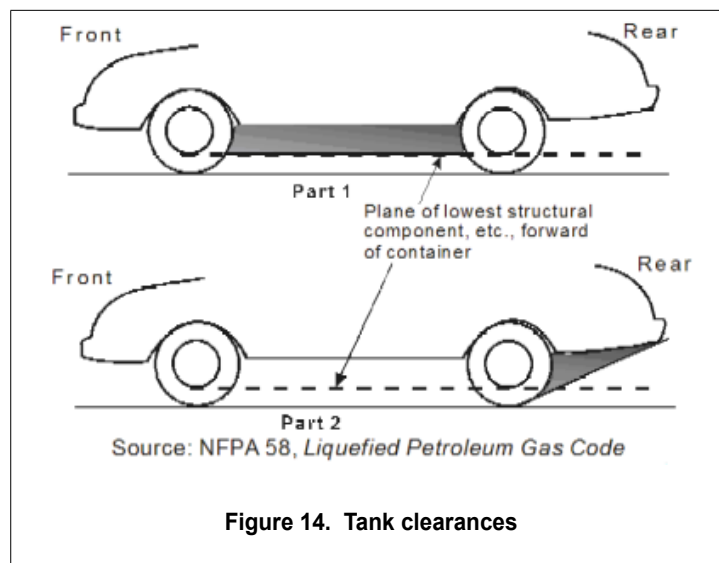 Front
Rear
Part 1
Plane of lowest structural
component, etc., forward
of container
Front
Rear
Part 2
Source: NFPA 58, Liquefied Petroleum Gas Code
Figure 14. Tank clearances